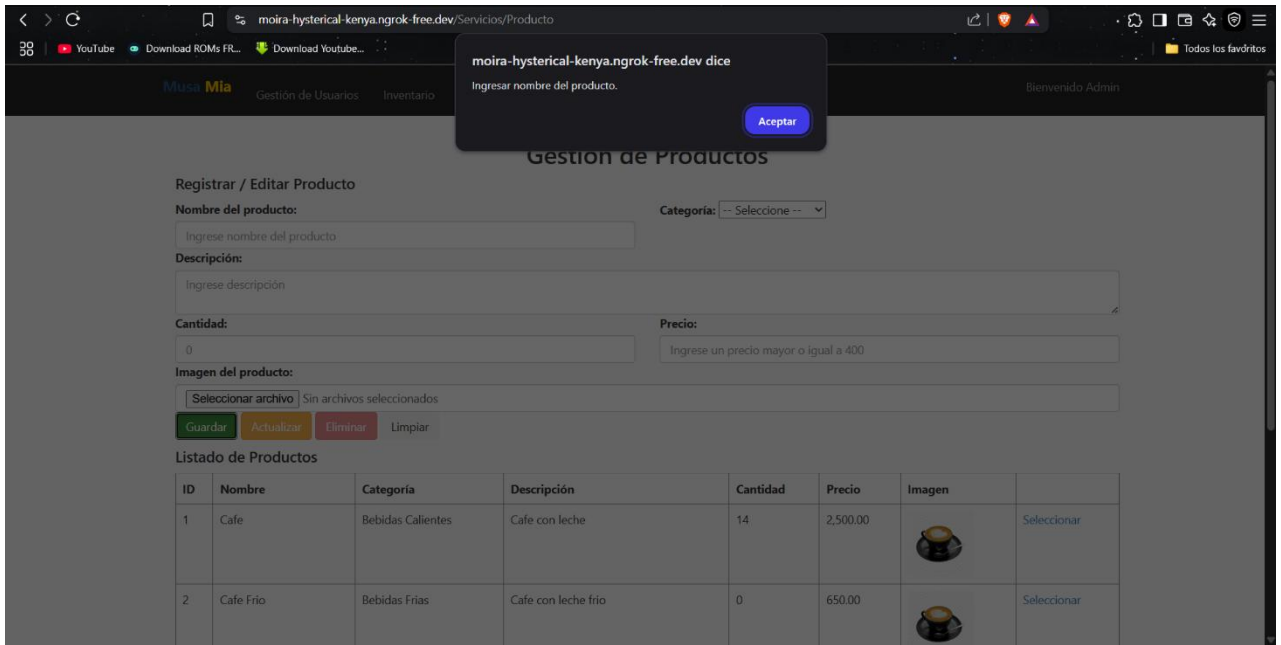 moira-hysterical-kenya.ngrok-free.dev/Servicios/Producto
YouTube Download ROMs FR... Download Youtube... Todos los favoritos
moira-hysterical-kenya.ngrok-free.dev dice
Ingresar nombre del producto.
Aceptar
Musa Mia Gestión de Usuarios Inventario Bienvenido Admin
Gestión de Productos
Registrar / Editar Producto
Nombre del producto: Categoría: -- Seleccione --
Ingrese nombre del producto
Descripción:
Ingrese descripción
Cantidad: Precio:
0 Ingrese un precio mayor o igual a 400
Imagen del producto:
Seleccionar archivo Sin archivos seleccionados
Guardar Actualizar Eliminar Limpiar
Listado de Productos
ID Nombre Categoría Descripción Cantidad Precio Imagen
1 Cafe Bebidas Calientes Cafe con leche 14 2,500.00 Seleccionar
2 Cafe Frio Bebidas Frias Cafe con leche frio 0 650.00 Seleccionar